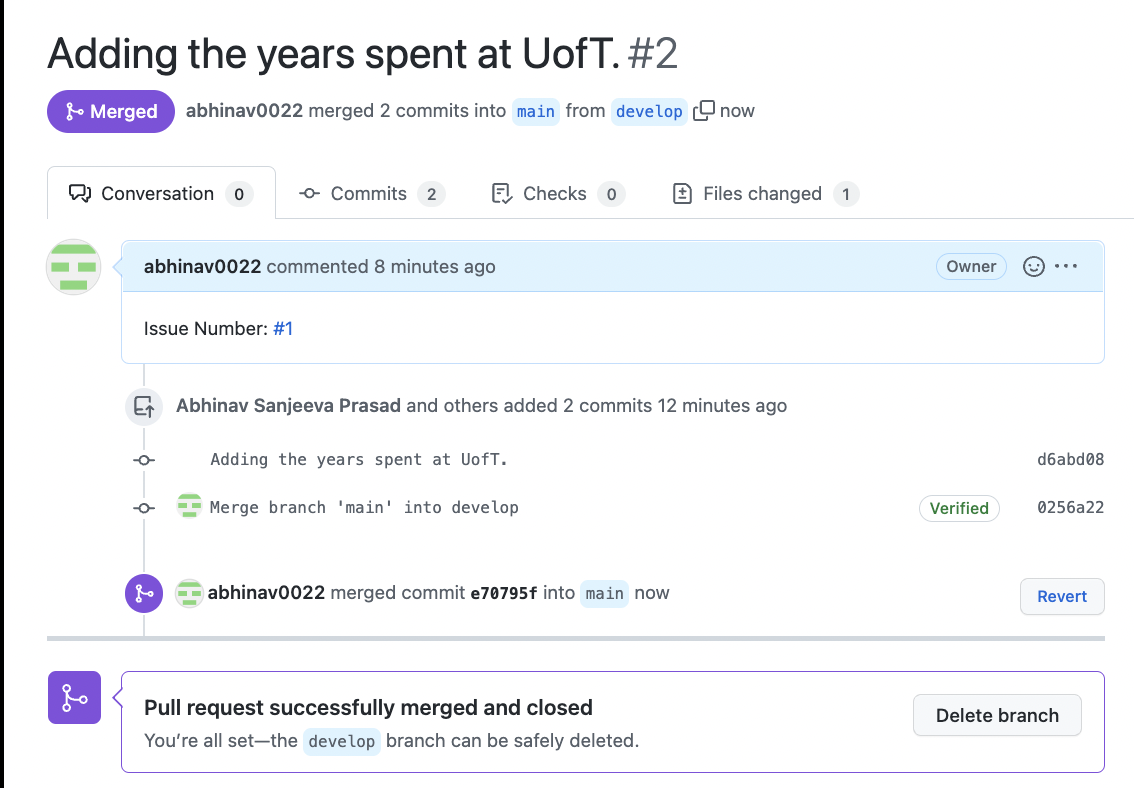 Adding the years spent at UofT. #2
Merged abhinav0022 merged 2 commits into main from develop now
Conversation 0 Commits 2 Checks 0 Files changed 1
abhinav0022 commented 8 minutes ago Owner
Issue Number: #1
Abhinav Sanjeeva Prasad and others added 2 commits 12 minutes ago
Adding the years spent at UofT. d6abd08
Merge branch 'main' into develop Verified 0256a22
abhinav0022 merged commit e70795f into main now Revert
Pull request successfully merged and closed
You're all set—the develop branch can be safely deleted.
Delete branch